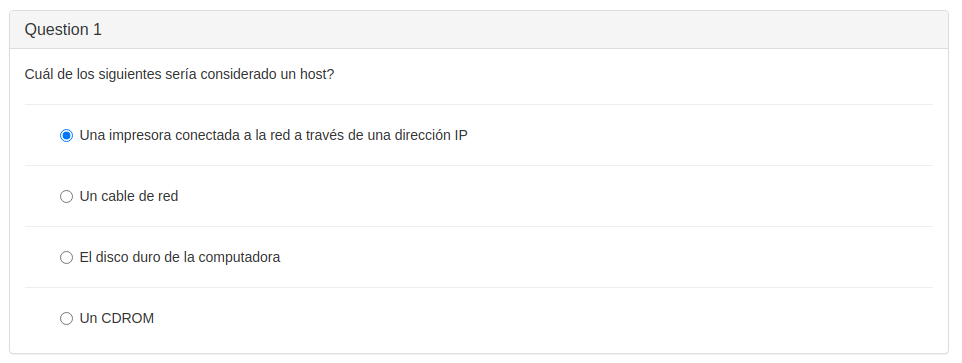 Question 1
Cuál de los siguientes sería considerado un host?
Una impresora conectada a la red a través de una dirección IP
Un cable de red
El disco duro de la computadora
Un CDROM